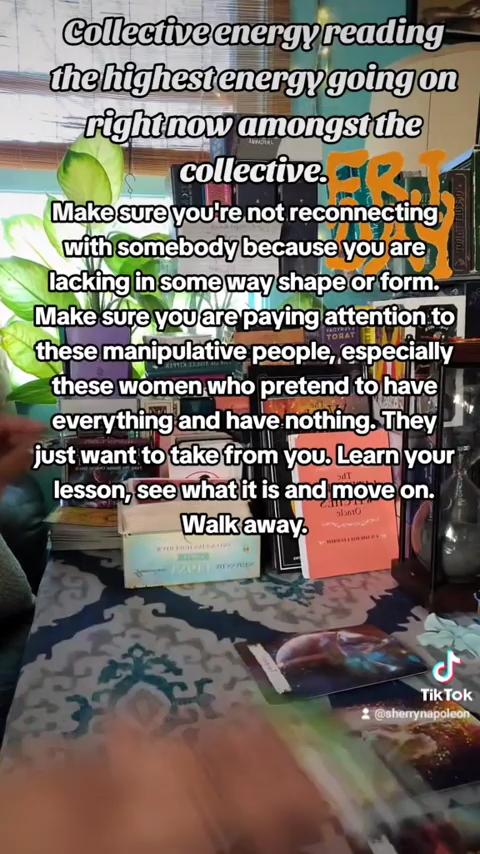 Collective energy reading
the highest energy going on
right now amongst the
collective.
Make sure you're not reconnecting
with somebody because you are
lacking in some way shape or form.
Make sure you are paying attention to
these manipulative people, especially
these women who pretend to have
everything and have nothing. They
just want to take from you. Learn your
lesson, see what it is and move on.
Walk away.
TAROT
Oracle
TikTok
@sherrynapoleon